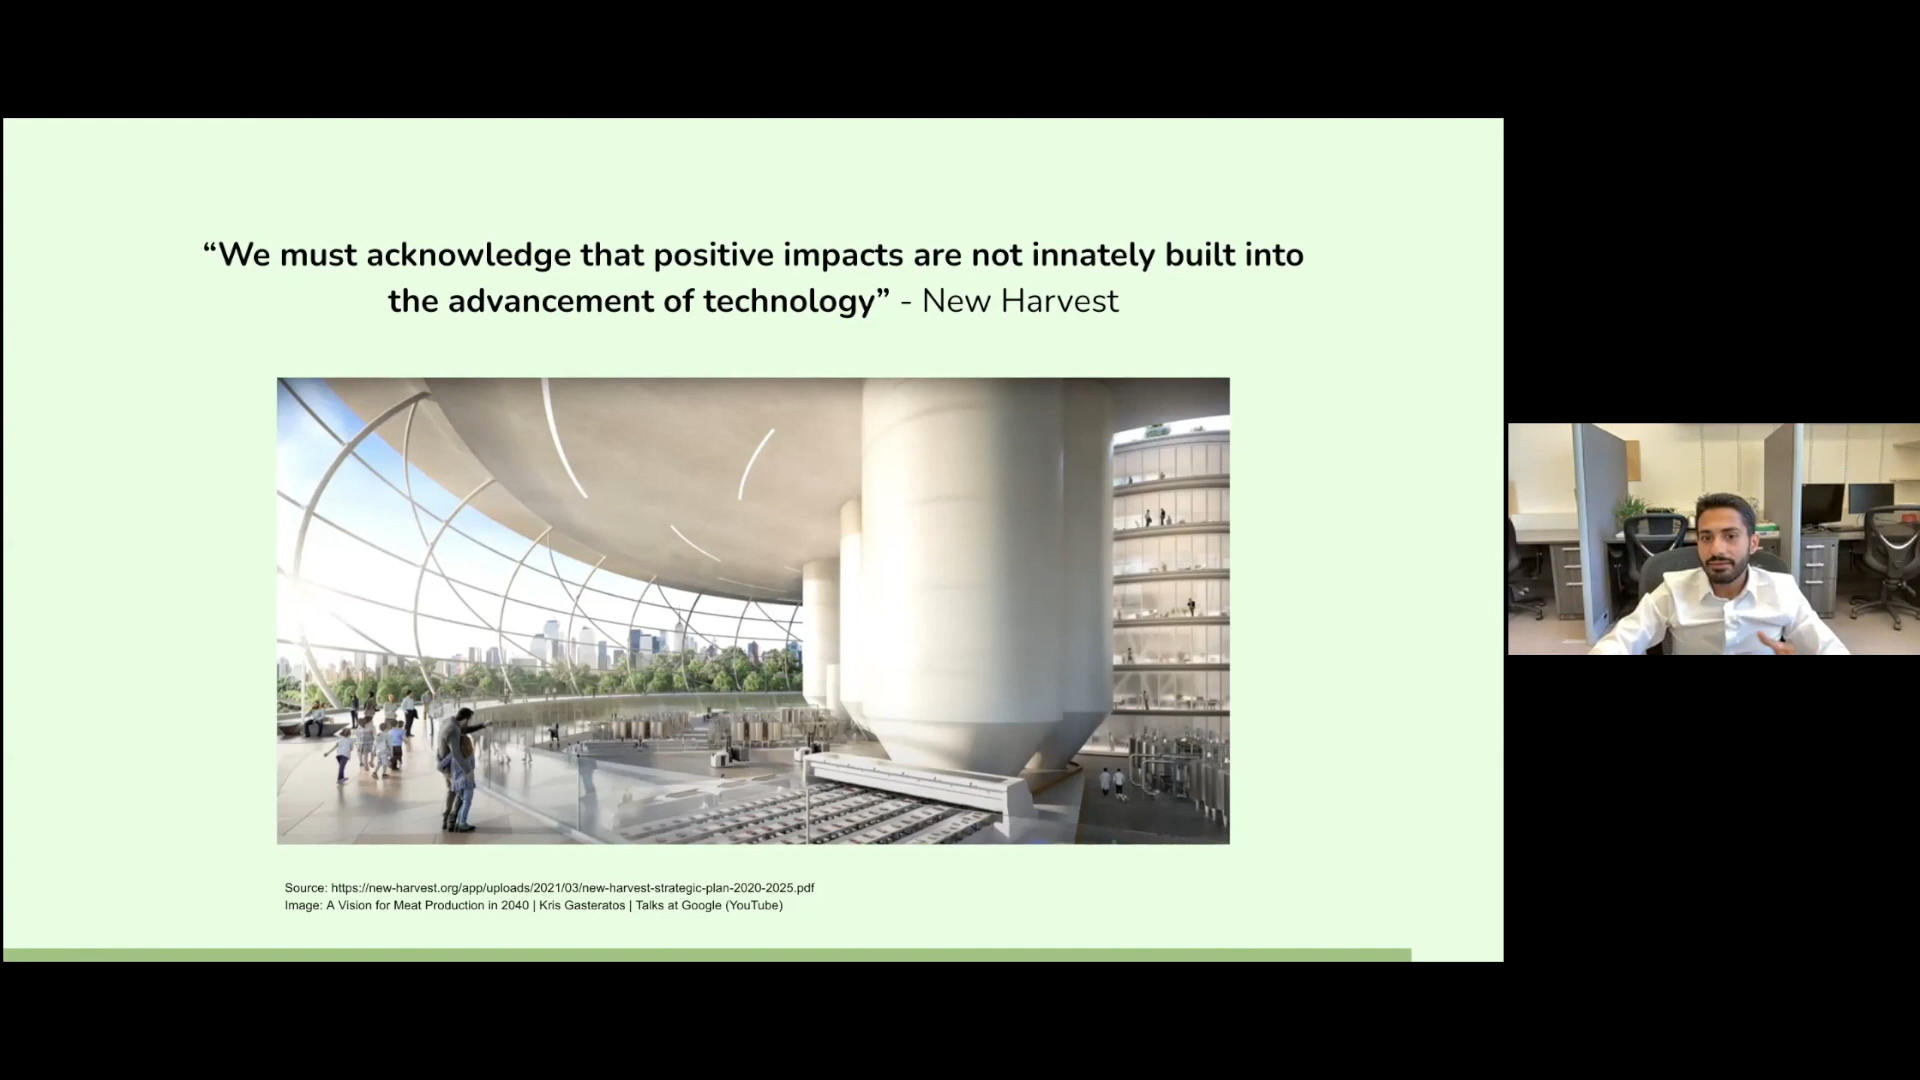 “We must acknowledge that positive impacts are not innately built into
the advancement of technology” - New Harvest
Source: https://new-harvest.org/app/uploads/2021/03/new-harvest-strategic-plan-2020-2025.pdf
Image: A Vision for Meat Production in 2040 | Kris Gasteratos | Talks at Google (YouTube)